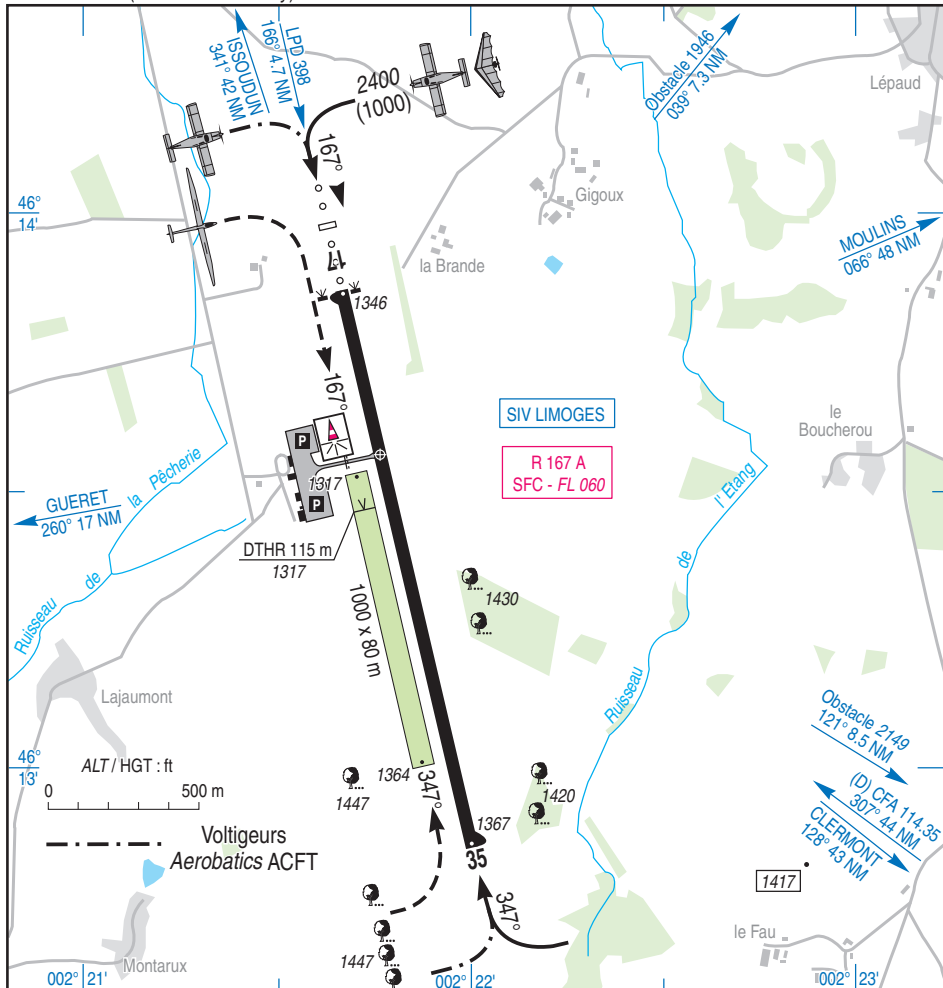 LPD 398
166° 4.7 NM
ISSOUDUN
341° 42 NM
2400
(1000)
Obstacle 1946
039° 7.3 NM
Lépaud
167°
46°
14'
Gigoux
MOULINS
066° 48 NM
la Brande
17
1346
167°
SIV LIMOGES
R 167 A
SFC - FL 060
le
Boucherou
P
1317
P
GUERET
260° 17 NM
Ruisseau de la Pêcherie
DTHR 115 m
1317
1000 x 80 m
1430
Ruisseau de l' Etang
Lajaumont
Obstacle 2149
121° 8.5 NM
46°
13'
ALT / HGT : ft
0 500 m
1364
347°
1447
1420
(D) CFA 114.35
307° 44 NM
CLERMONT
128° 43 NM
1367
35
Voltigeurs
Aerobatics ACFT
347°
1417
le Fau
1447
Montarux
002° 21'
002° 22'
002° 23'